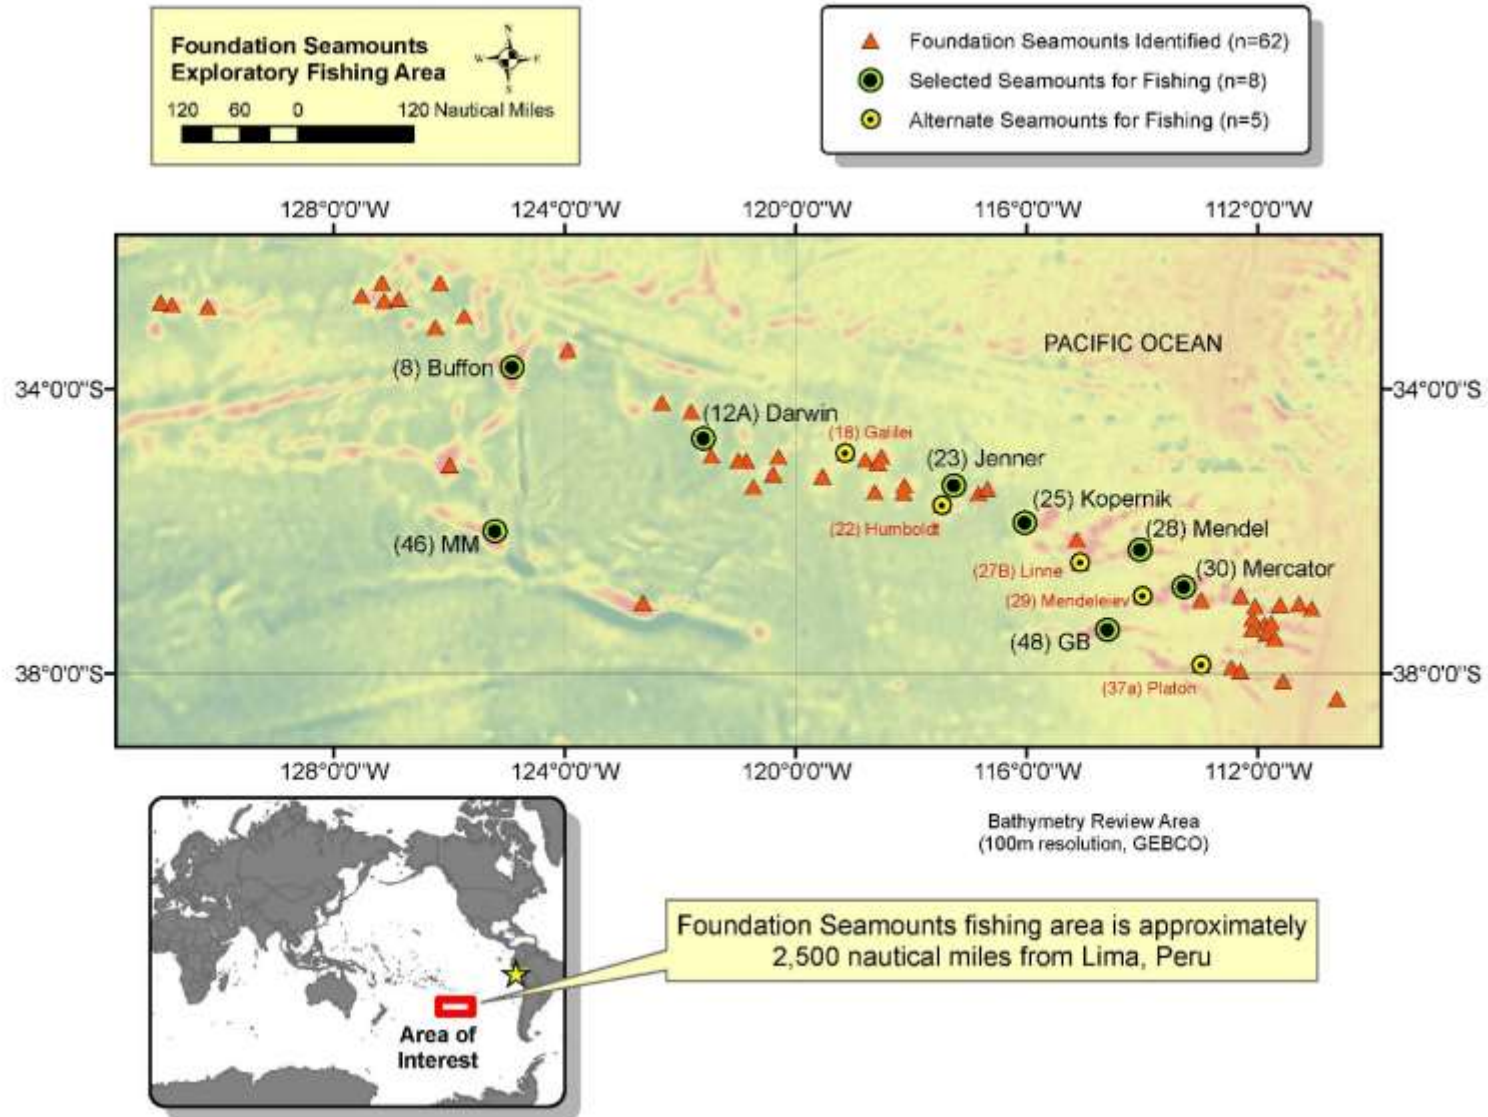 Foundation Seamounts
Exploratory Fishing Area
N
W E
S
120 60 0 120 Nautical Miles
Foundation Seamounts Identified (n=62)
Selected Seamounts for Fishing (n=8)
Alternate Seamounts for Fishing (n=5)
128°0'0"W 124°0'0"W 120°0'0"W 116°0'0"W 112°0'0"W
PACIFIC OCEAN
(8) Buffon
34°0'0"S 34°0'0"S
(12A) Darwin
(18) Galilei
(23) Jenner
(25) Kopernik
(22) Humboldt
(28) Mendel
(46) MM
(27B) Linne
(30) Mercator
(29) Mendeleiev
(48) GB
38°0'0"S 38°0'0"S
(37a) Platon
128°0'0"W 124°0'0"W 120°0'0"W 116°0'0"W 112°0'0"W
Bathymetry Review Area
(100m resolution, GEBCO)
Foundation Seamounts fishing area is approximately
2,500 nautical miles from Lima, Peru
Area of
Interest